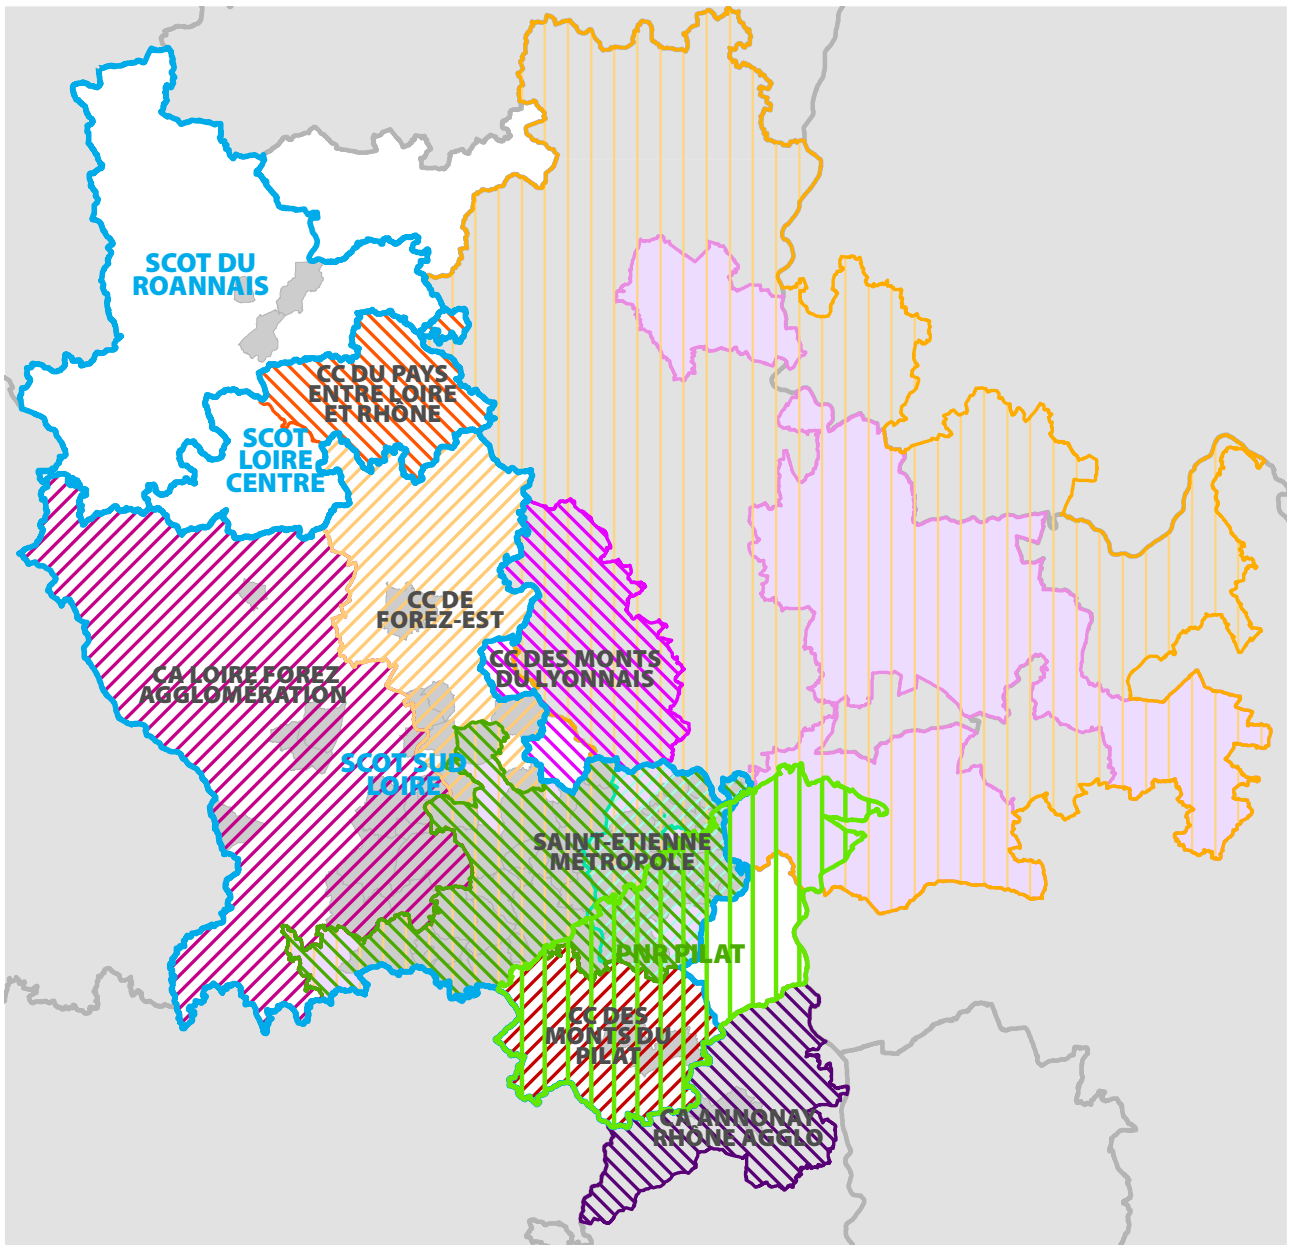 SCOT DU
ROANNAIS
CC DU PAYS
ENTRE LOIRE
ET RHÔNE
SCOT
LOIRE
CENTRE
CC DE
FOREZ-EST
CC DES MONTS
DU LYONNAIS
CA LOIRE FOREZ
AGGLOMÉRATION
SCOT SUD
LOIRE
SAINT-ETIENNE
MÉTROPOLE
PNR PILAT
CC DES
MONTS DU
PILAT
CA ANNONAY
RHÔNE AGGLO